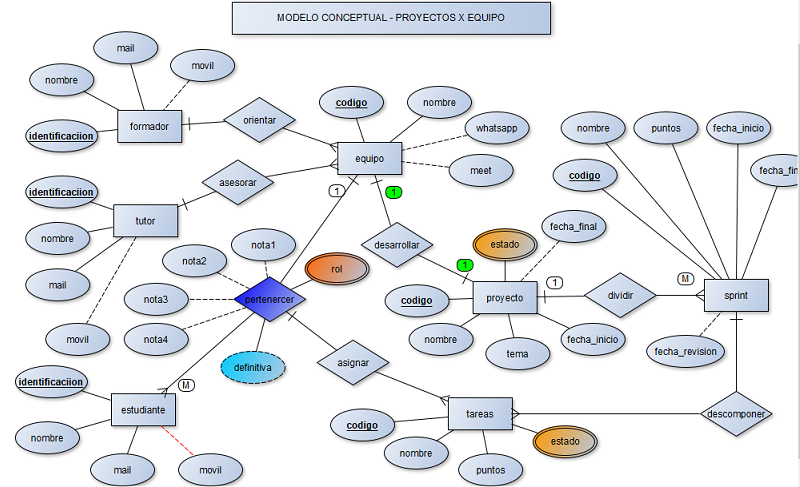 MODELO CONCEPTUAL - PROYECTOS X EQUIPO
mail
nombre
movil
identificaciion
formador
orientar
codigo
nombre
whatsapp
meet
equipo
nombre
puntos
fecha_inicio
codigo
fecha_fin
identificaciion
asesorar
tutor
nombre
mail
movil
1
1
desarrollar
nota2
nota1
rol
nota3
nota4
pertenercer
definitiva
estado
fecha_final
1
codigo
proyecto
1
dividir
M
sprint
nombre
tema
fecha_inicio
fecha_revision
identificaciion
M
estudiante
nombre
mail
movil
asignar
codigo
tareas
nombre
puntos
estado
descomponer